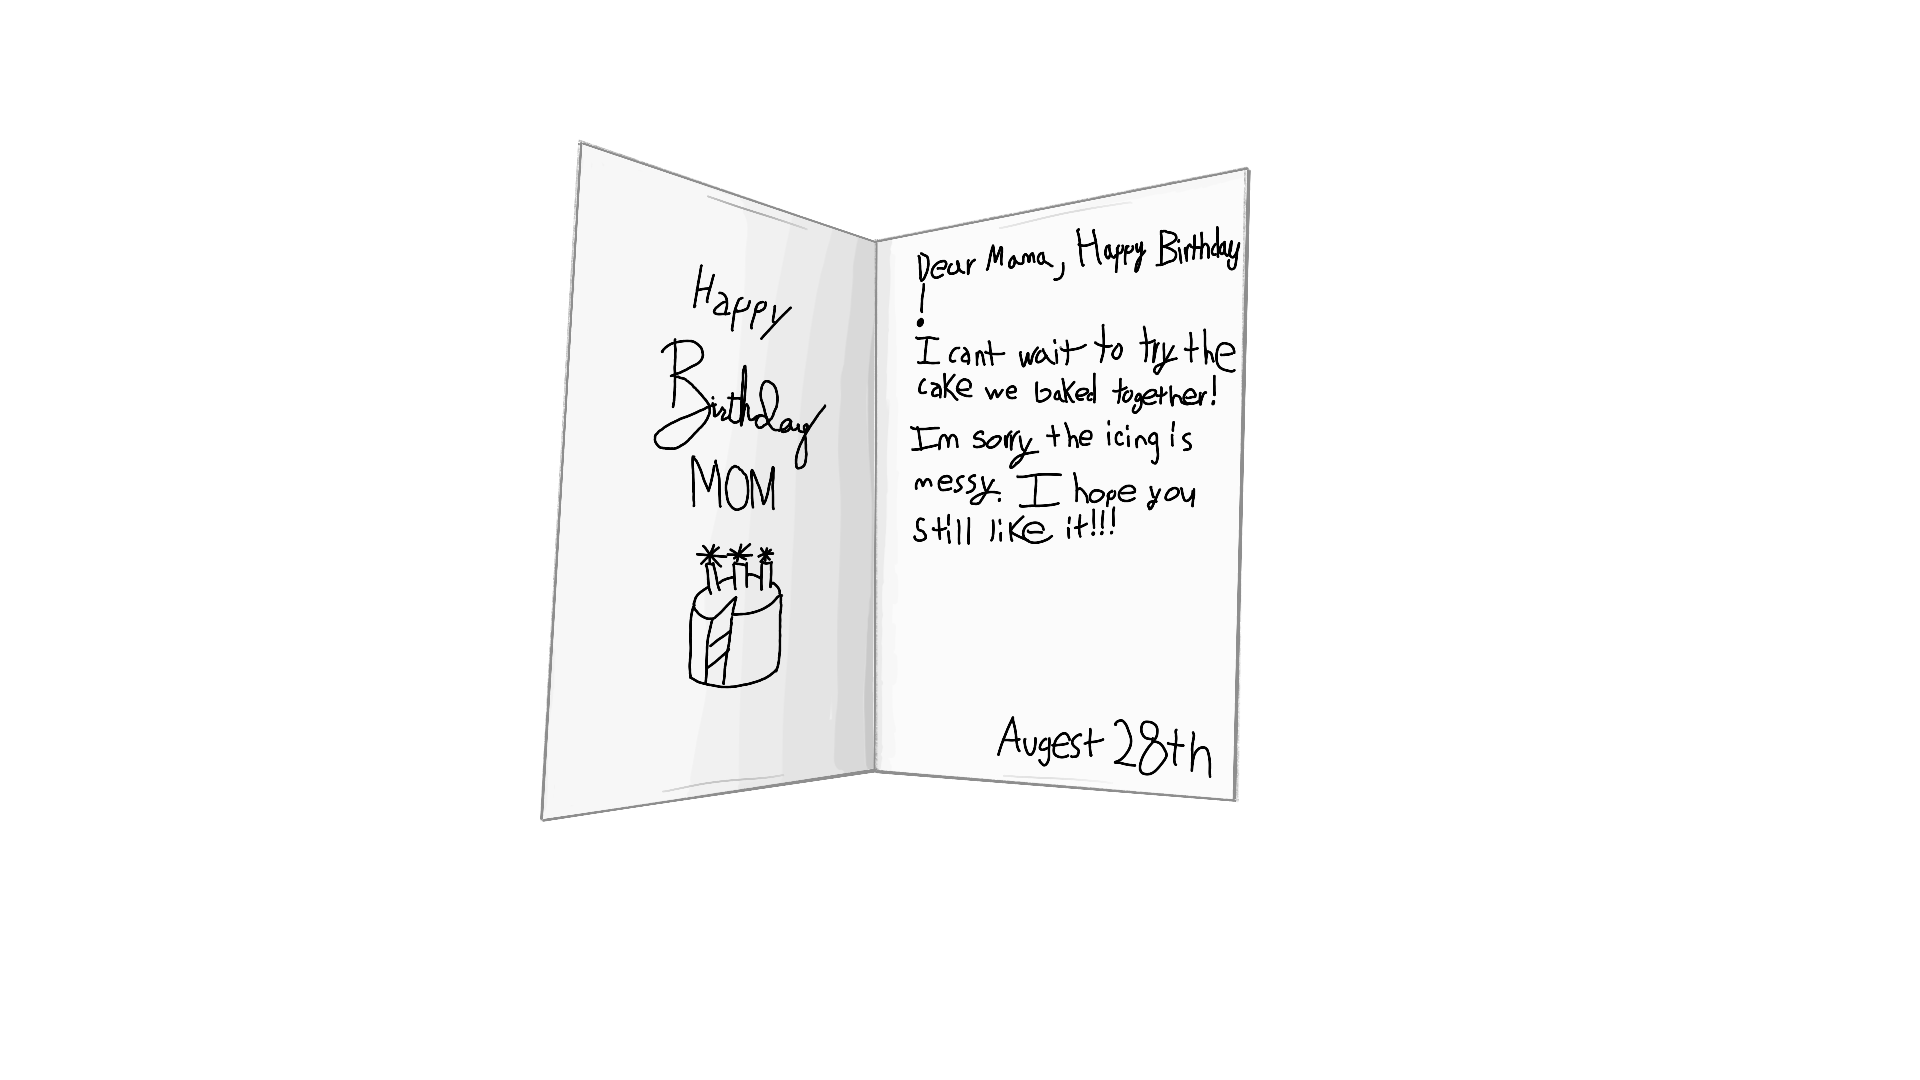 Happy
Birthday
MOM
Dear Mama, Happy Birthday
!
I cant wait to try the
cake we baked together!
Im sorry the icing is
messy. I hope you
still like it!!!
Augest 28th